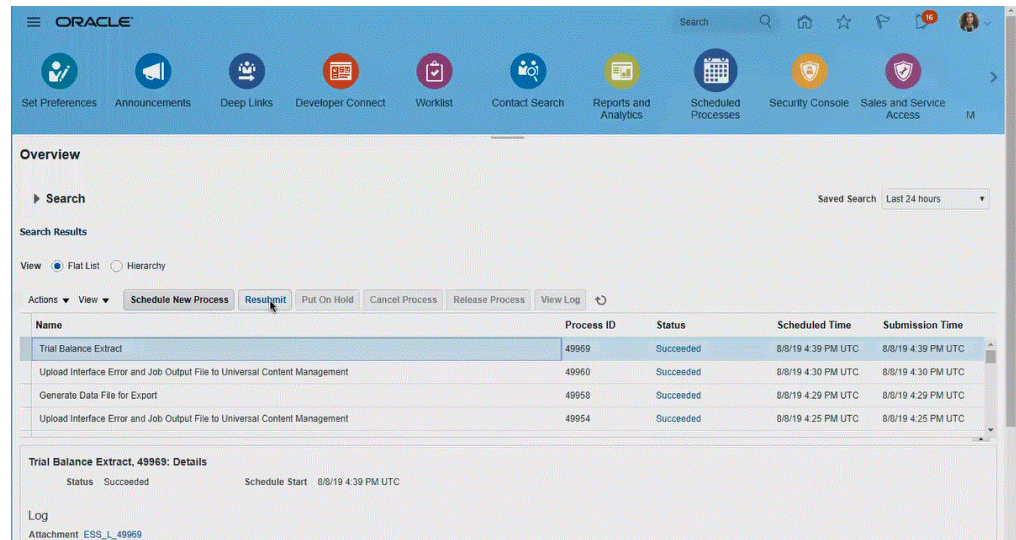 ORACLE
Search
16
Set Preferences
Announcements
Deep Links
Developer Connect
Worklist
Contact Search
Reports and
Analytics
Scheduled
Processes
Security Console
Sales and Service
Access
M
Overview
Search
Saved Search Last 24 hours
Search Results
View Flat List Hierarchy
Actions View Schedule New Process Resubmit Put On Hold Cancel Process Release Process View Log
Name Process ID Status Scheduled Time Submission Time
Trial Balance Extract 49969 Succeeded 8/8/19 4:39 PM UTC 8/8/19 4:39 PM UTC
Upload Interface Error and Job Output File to Universal Content Management 49960 Succeeded 8/8/19 4:30 PM UTC 8/8/19 4:30 PM UTC
Generate Data File for Export 49958 Succeeded 8/8/19 4:29 PM UTC 8/8/19 4:29 PM UTC
Upload Interface Error and Job Output File to Universal Content Management 49954 Succeeded 8/8/19 4:25 PM UTC 8/8/19 4:25 PM UTC
Trial Balance Extract, 49969: Details
Status Succeeded Schedule Start 8/8/19 4:39 PM UTC
Log
Attachment ESS_L_49969